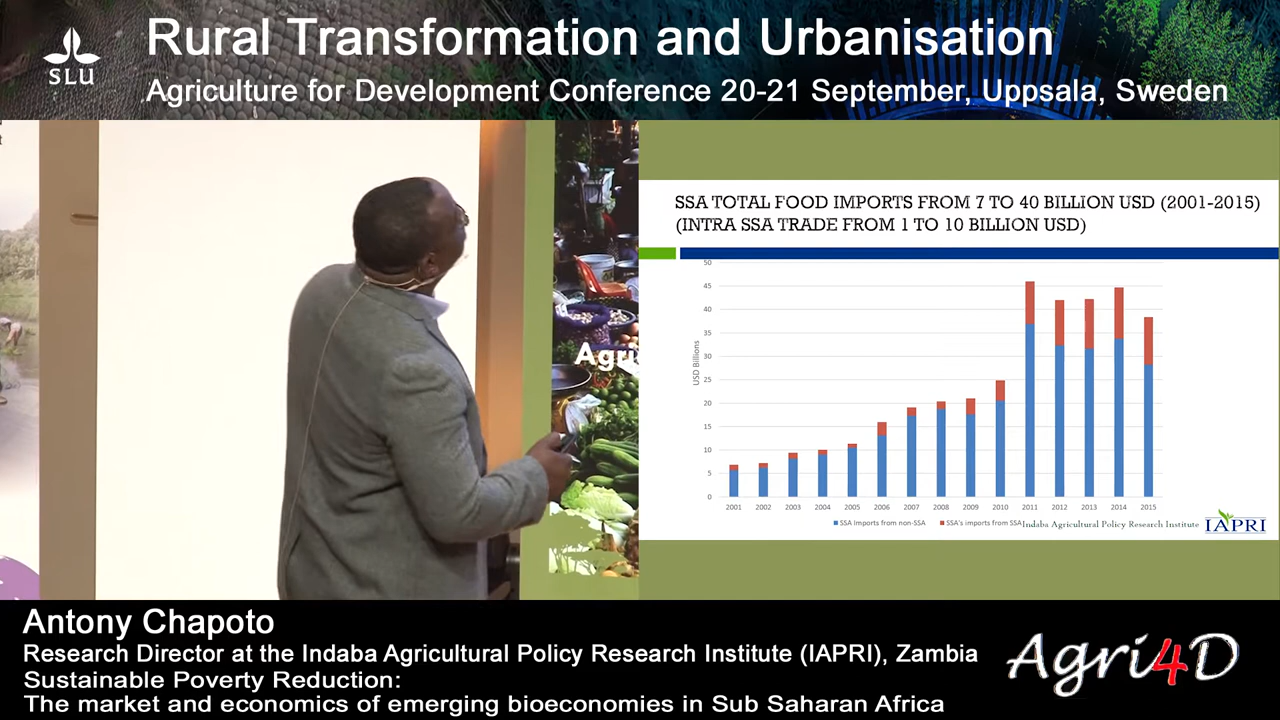 SLU
Rural Transformation and Urbanisation
Agriculture for Development Conference 20-21 September, Uppsala, Sweden
Agri
SSA TOTAL FOOD IMPORTS FROM 7 TO 40 BILLION USD (2001-2015)
(INTRA SSA TRADE FROM 1 TO 10 BILLION USD)
USD Billions
50
45
40
35
30
25
20
15
10
5
0
2001 2002 2003 2004 2005 2006 2007 2008 2009 2010 2011 2012 2013 2014 2015
SSA Imports from non-SSA SSA's imports from SSA
Indaba Agricultural Policy Research Institute IAPRI
Antony Chapoto
Research Director at the Indaba Agricultural Policy Research Institute (IAPRI), Zambia
Sustainable Poverty Reduction:
The market and economics of emerging bioeconomies in Sub Saharan Africa
Agri4D